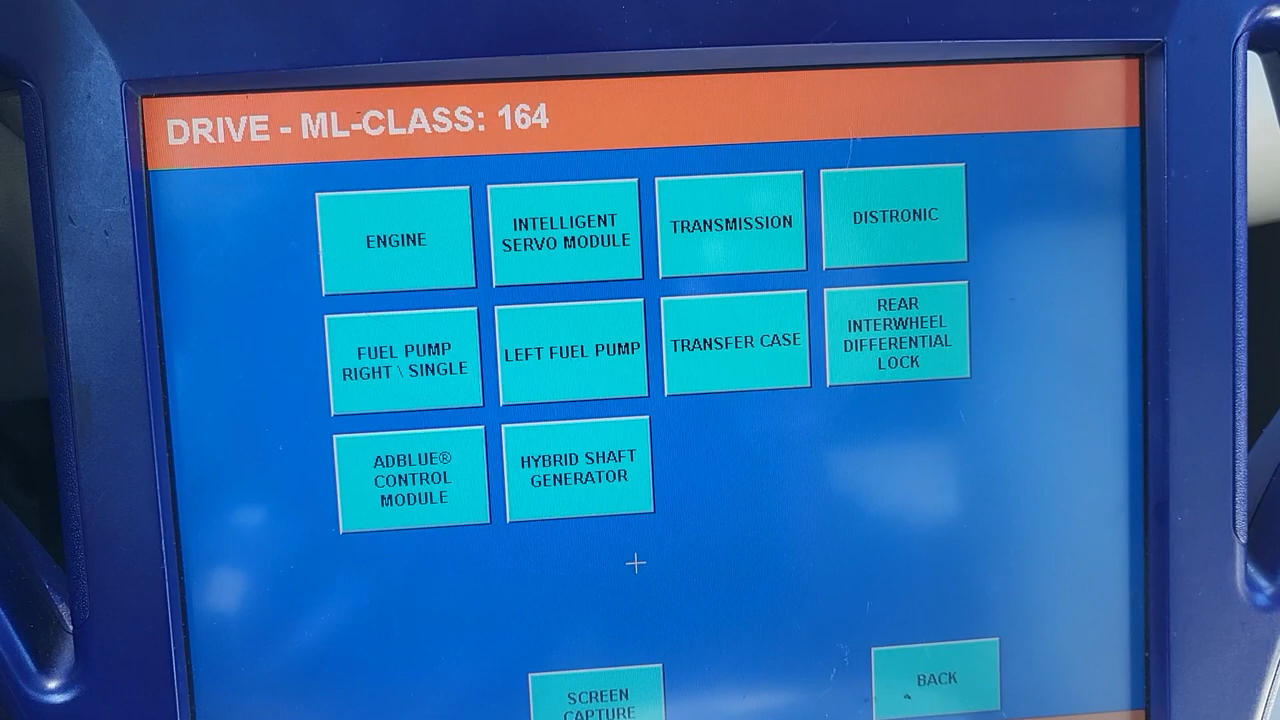 DRIVE - ML-CLASS: 164
ENGINE
INTELLIGENT
SERVO MODULE
TRANSMISSION
DISTRONIC
FUEL PUMP
RIGHT \ SINGLE
LEFT FUEL PUMP
TRANSFER CASE
REAR
INTERWHEEL
DIFFERENTIAL
LOCK
ADBLUE®
CONTROL
MODULE
HYBRID SHAFT
GENERATOR
SCREEN
CAPTURE
BACK